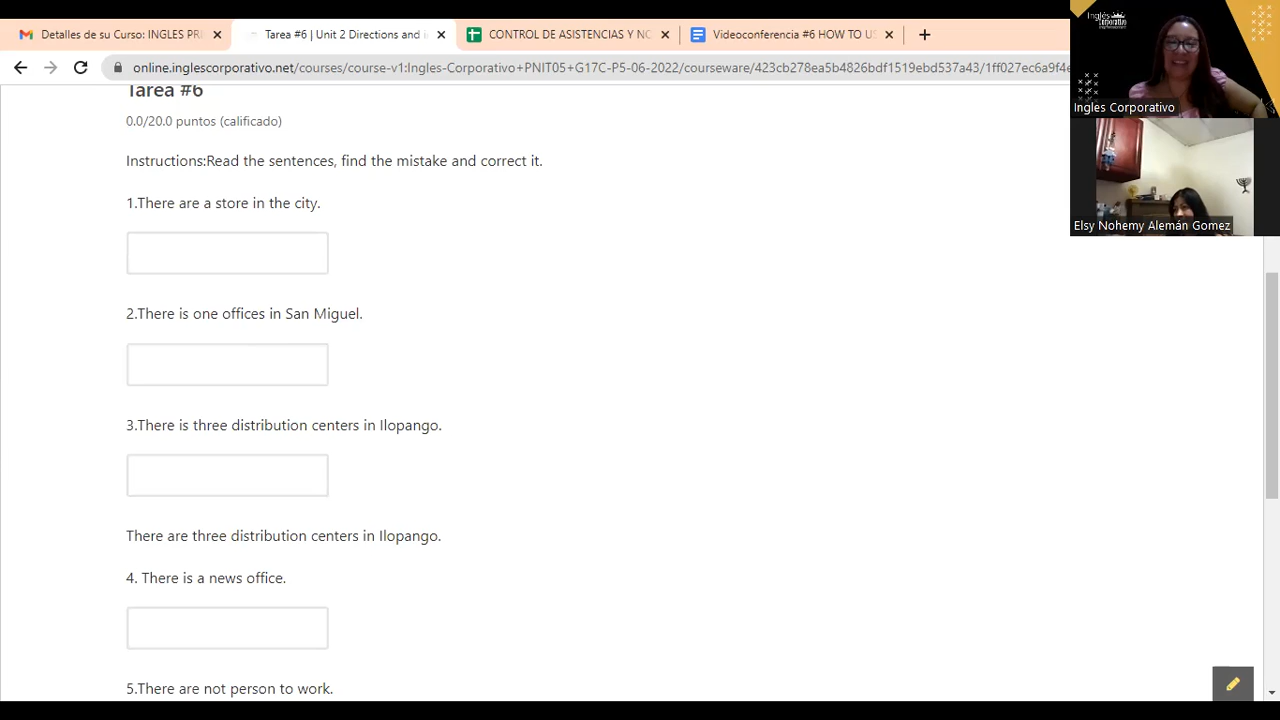 Detalles de su Curso: INGLES PR
Tarea #6 | Unit 2 Directions and i
CONTROL DE ASISTENCIAS Y NO
Videoconferencia #6 HOW TO U
online.inglescorporativo.net/courses/course-v1:Ingles-Corporativo+PNIT05+G17C-P5-06-2022/courseware/423cb278ea5b4826bdf1519ebd537a43/1ff027ec6a9f4e
Inglés
Corporativo
Ingles Corporativo
Elsy Nohemy Alemán Gomez
Tarea #6
0.0/20.0 puntos (calificado)
Instructions:Read the sentences, find the mistake and correct it.
1.There are a store in the city.
2.There is one offices in San Miguel.
3.There is three distribution centers in Ilopango.
There are three distribution centers in Ilopango.
4. There is a news office.
5.There are not person to work.